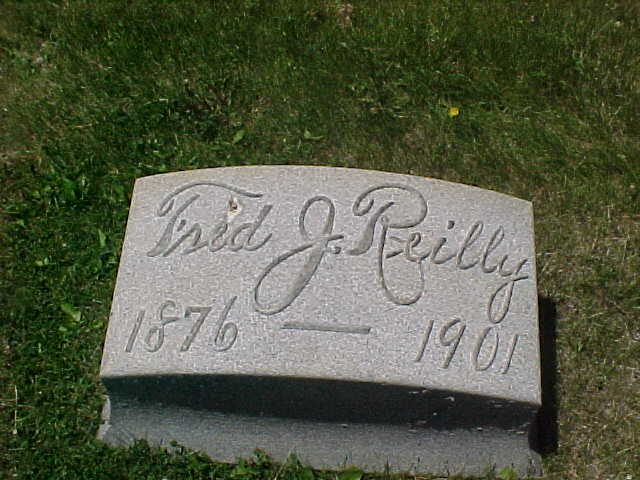 Fred J. Reilly
1876 — 1901